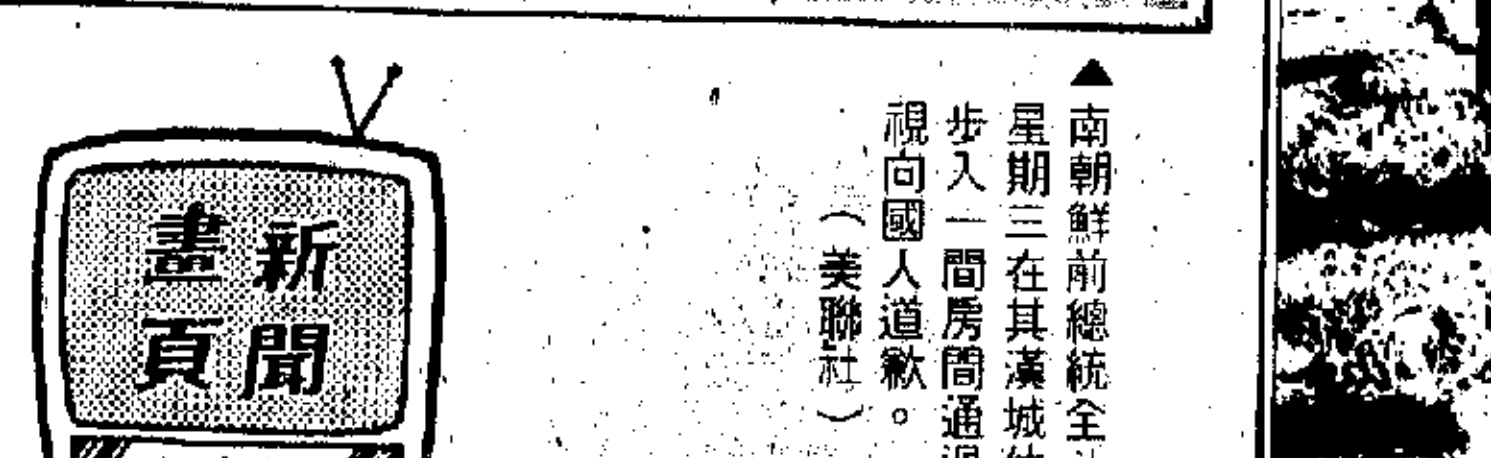 ▲南朝鮮前總統全
星期三在其漢城
步入一間房間通過
視向國人道歉。
（美聯社）
新聞
畫頁